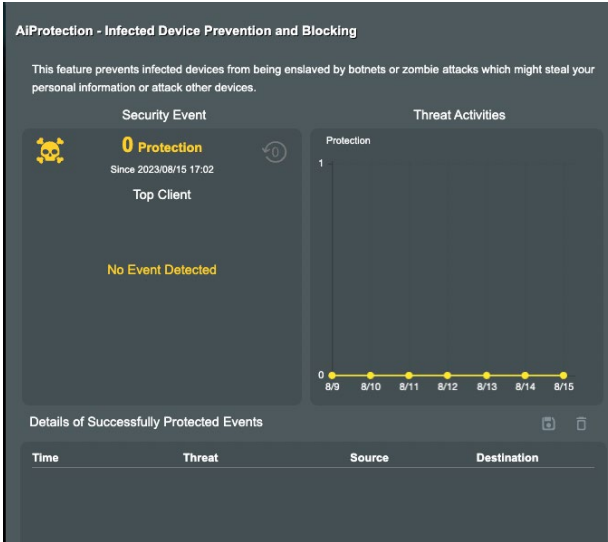 AiProtection - Infected Device Prevention and Blocking
This feature prevents infected devices from being enslaved by botnets or zombie attacks which might steal your
personal information or attack other devices.
Security Event
Threat Activities
0 Protection
0
Since 2023/08/15 17:02
Top Client
No Event Detected
Protection
1
0
8/9 8/10 8/11 8/12 8/13 8/14 8/15
Details of Successfully Protected Events
Time Threat Source Destination